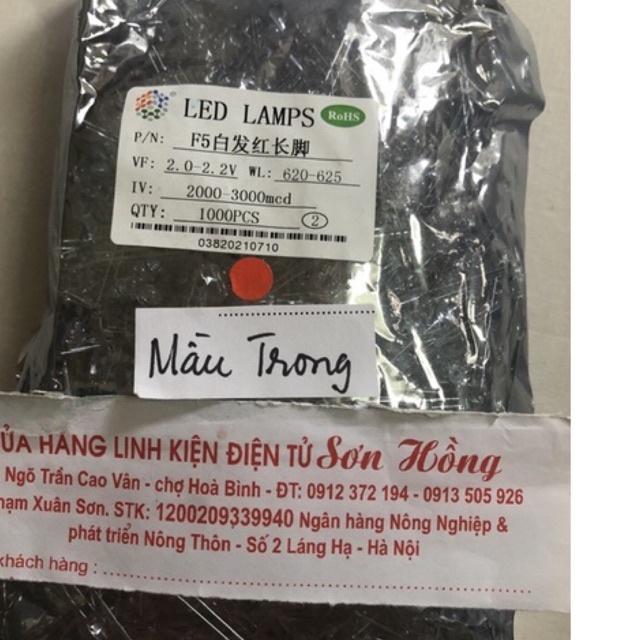 LED LAMPS RoHS
P/N: F5白发红长脚
VF: 2.0-2.2V WL: 620-625
IV: 2000-3000mcd
QTY: 1000PCS 2
03820210710
Màu Trong
ỬA HÀNG LINH KIỆN ĐIỆN TỬ Sơn Hồng
Ngõ Trần Cao Vân - chợ Hoà Bình - ĐT: 0912 372 194 - 0913 505 926
hạm Xuân Sơn. STK: 1200209339940 Ngân hàng Nông Nghiệp &
phát triển Nông Thôn - Số 2 Láng Hạ - Hà Nội
khách hàng :